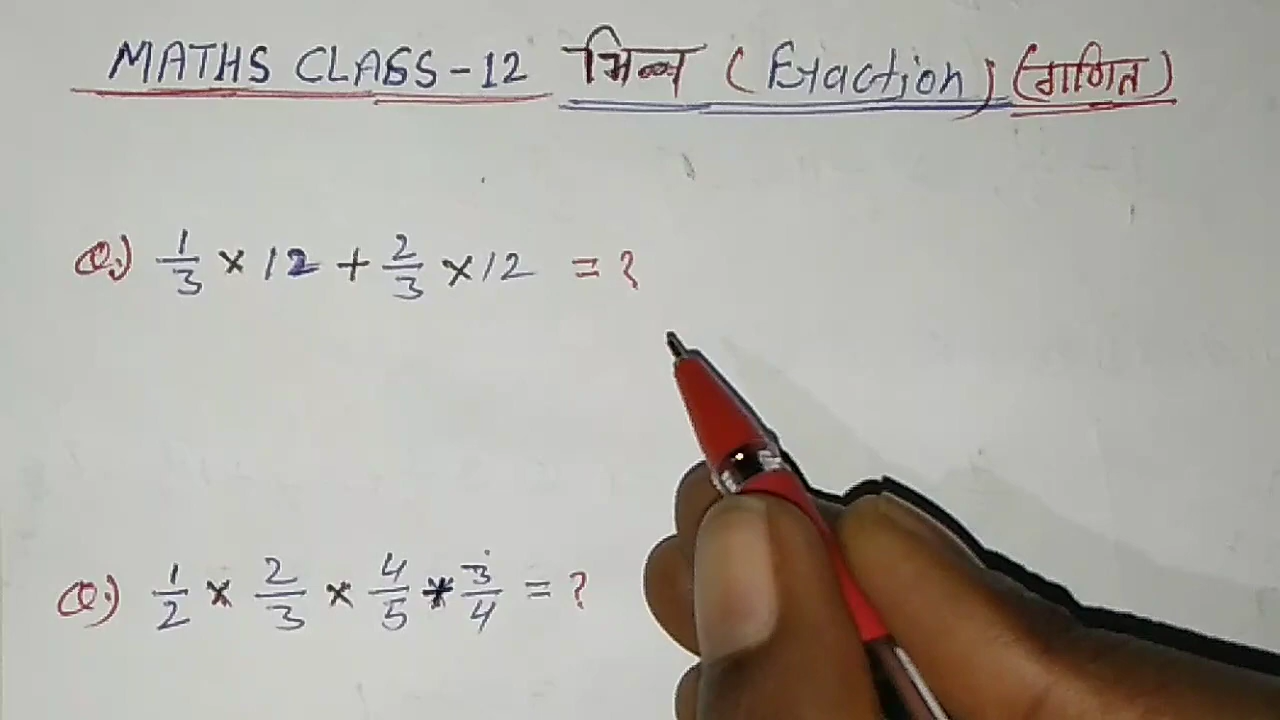 MATHS CLASS-12 भिन्न (Fraction) (गणित)
Q.) 1/3 × 12 + 2/3 × 12 = ?
Q.) 1/2 × 2/3 × 4/5 * 3/4 = ?